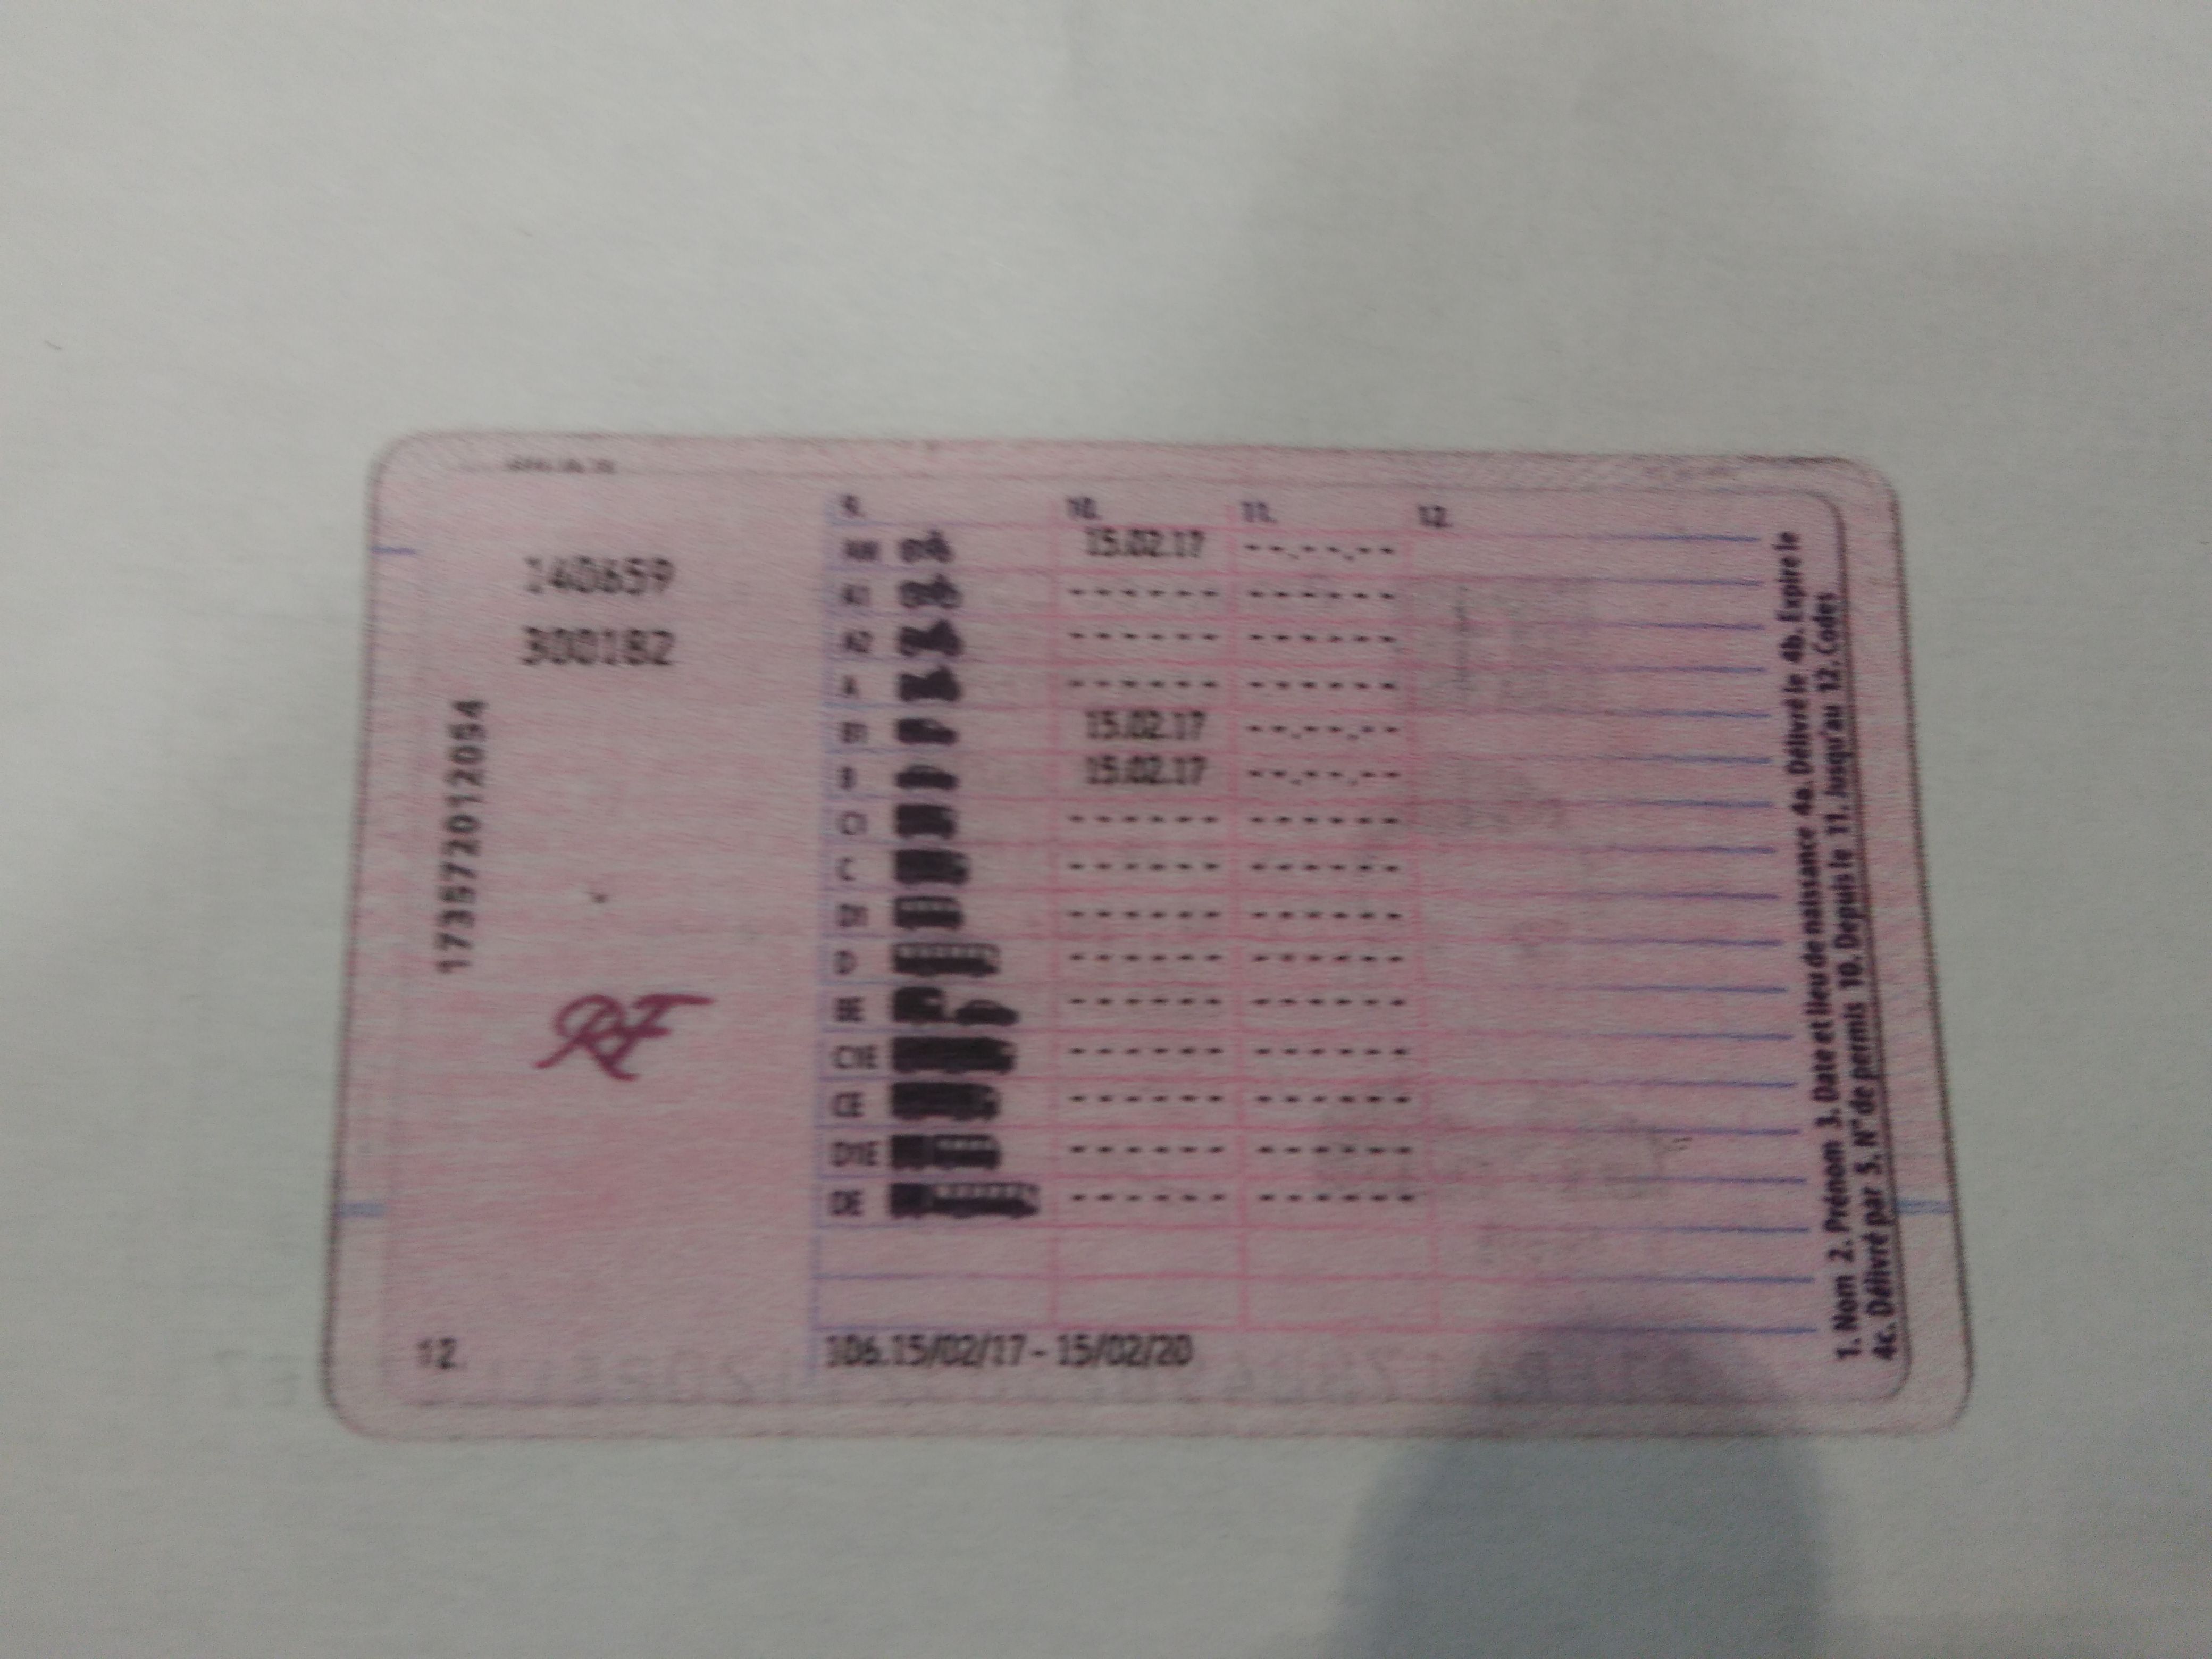 9. 10. 11. 12.
140659
300182
17357201 2054
AM 15.02.17 --.--.--
A1 ------ ------
A2 ------ ------
A ------ ------
B1 15.02.17 --.--.--
B 15.02.17 --.--.--
C1 ------ ------
C ------ ------
D1 ------ ------
D ------ ------
BE ------ ------
C1E ------ ------
CE ------ ------
D1E ------ ------
DE ------ ------
RF
12.
106.15/02/17 - 15/02/20
1. Nom 2. Prénom 3. Date et lieu de naissance 4a. Délivré le 4b. Expire le
4c. Délivré par 5. N° de permis 10. Depuis le 11. Jusqu'au 12. Codes